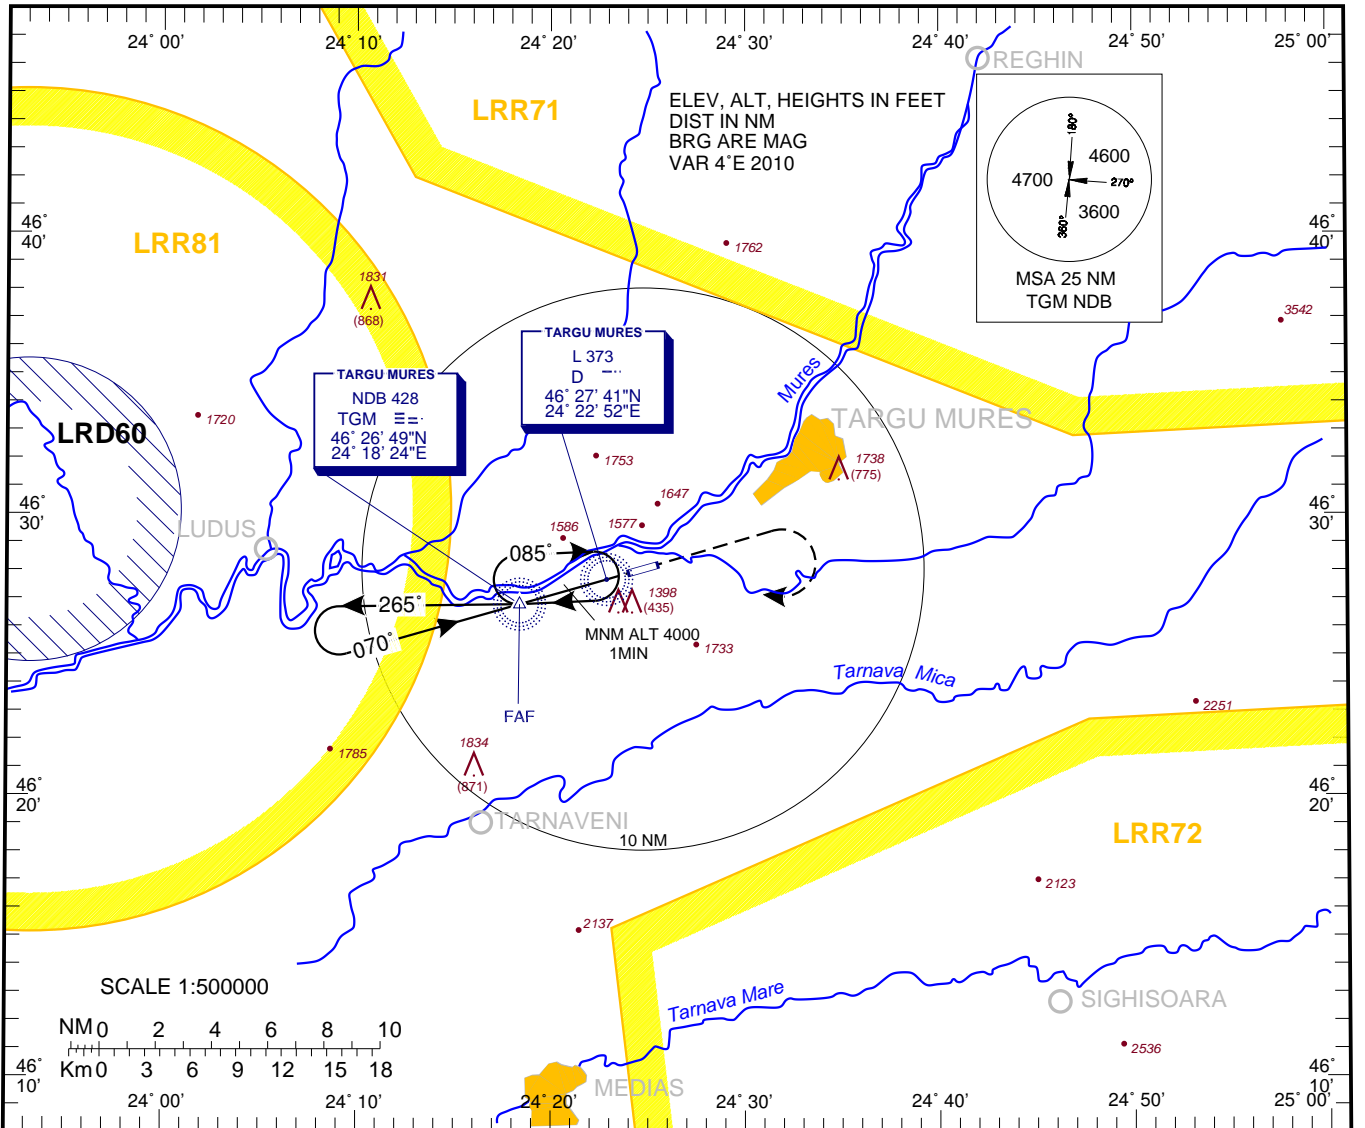 24° 00' 24° 10' 24° 20' 24° 30' 24° 40' 24° 50' 25° 00'
REGHIN
LRR71
ELEV, ALT, HEIGHTS IN FEET
DIST IN NM
BRG ARE MAG
VAR 4°E 2010
180°
4600
4700
270°
3600
360°
MSA 25 NM
TGM NDB
46°
40'
46°
40'
LRR81
1762
1831
(868)
3542
TARGU MURES
L 373
D
46° 27' 41"N
24° 22' 52"E
TARGU MURES
NDB 428
TGM
46° 26' 49"N
24° 18' 24"E
Mures
TARGU MURES
1720
LRD60
1753
1738
(775)
1647
46°
30'
46°
30'
LUDUS
1586
1577
085°
265°
070°
1398
(435)
MNM ALT 4000
1MIN
1733
Tarnava Mica
FAF
2251
1785
1834
(871)
46°
20'
46°
20'
TARNAVENI
10 NM
LRR72
2123
2137
SCALE 1:500000
NM 0 2 4 6 8 10
Km 0 3 6 9 12 15 18
Tarnava Mare
SIGHISOARA
2536
46°
10'
46°
10'
MEDIAS
24° 00' 24° 10' 24° 20' 24° 30' 24° 40' 24° 50' 25° 00'